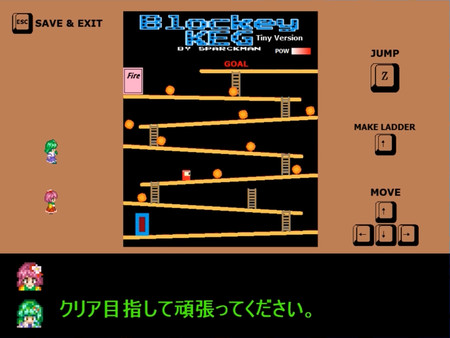 ESC SAVE & EXIT
Blockey
KEG Tiny Version
BY SPARCKMAN POW
GOAL
Fire
JUMP
Z
MAKE LADDER
↑
MOVE
↑
← ↓ →
クリア目指して頑張ってください。